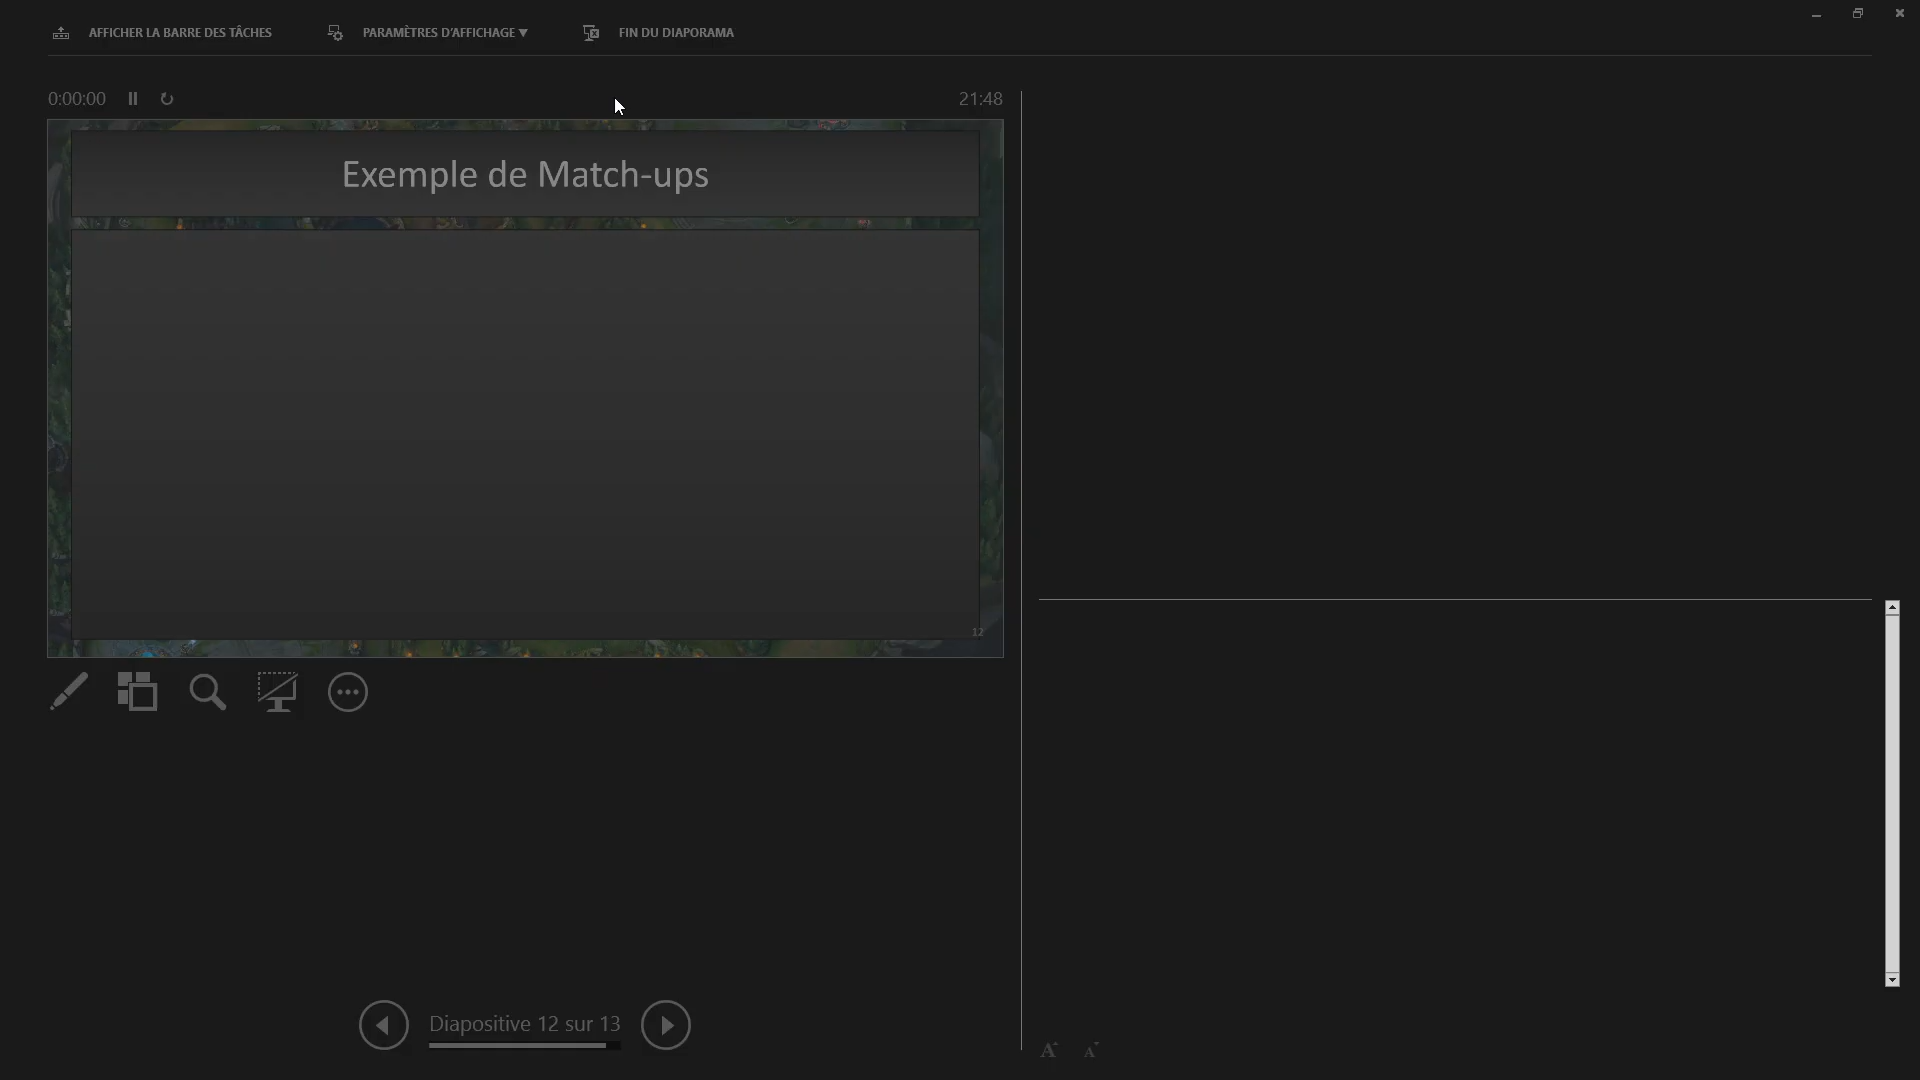 AFFICHER LA BARRE DES TÂCHES
PARAMÈTRES D'AFFICHAGE ▼
FIN DU DIAPORAMA
0:00:00
21:48
Exemple de Match-ups
12
Diapositive 12 sur 13
A
A